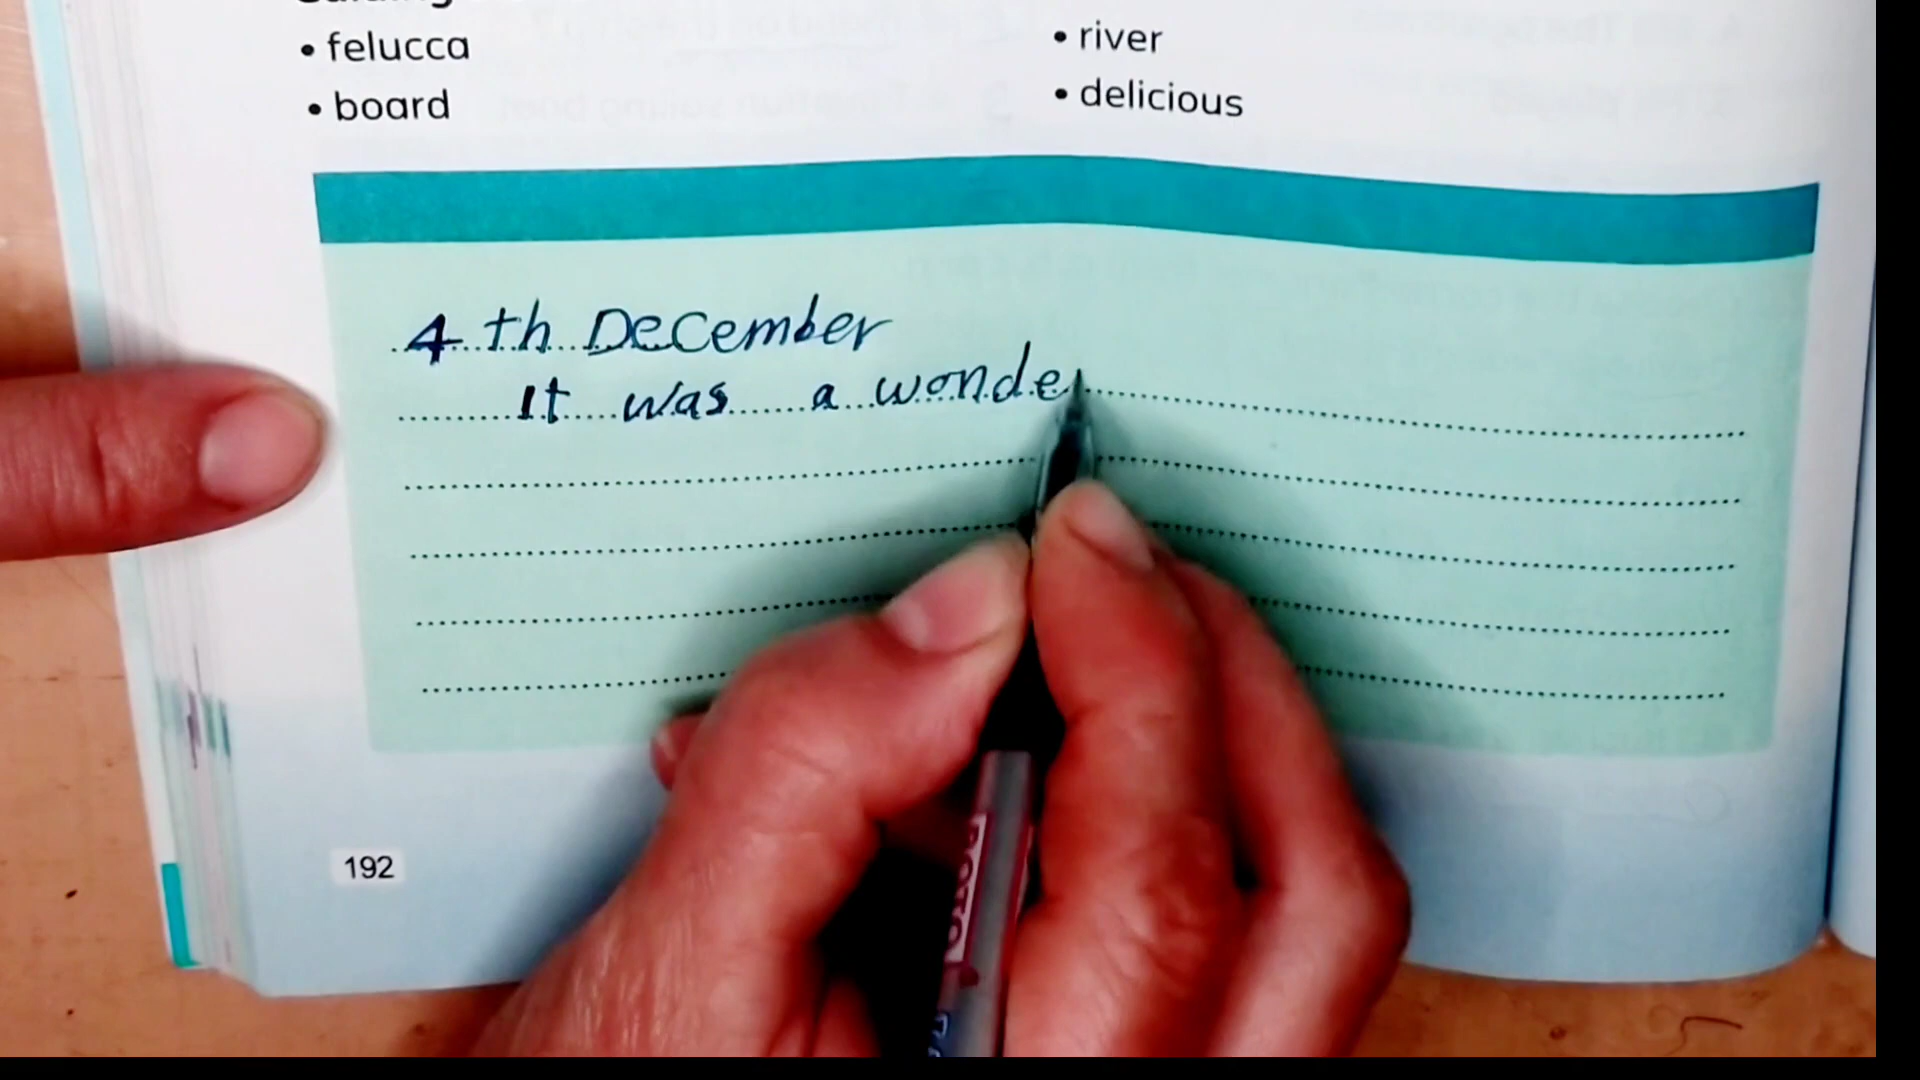 • felucca
• board
• river
• delicious
4 th December
It was a wonde
192